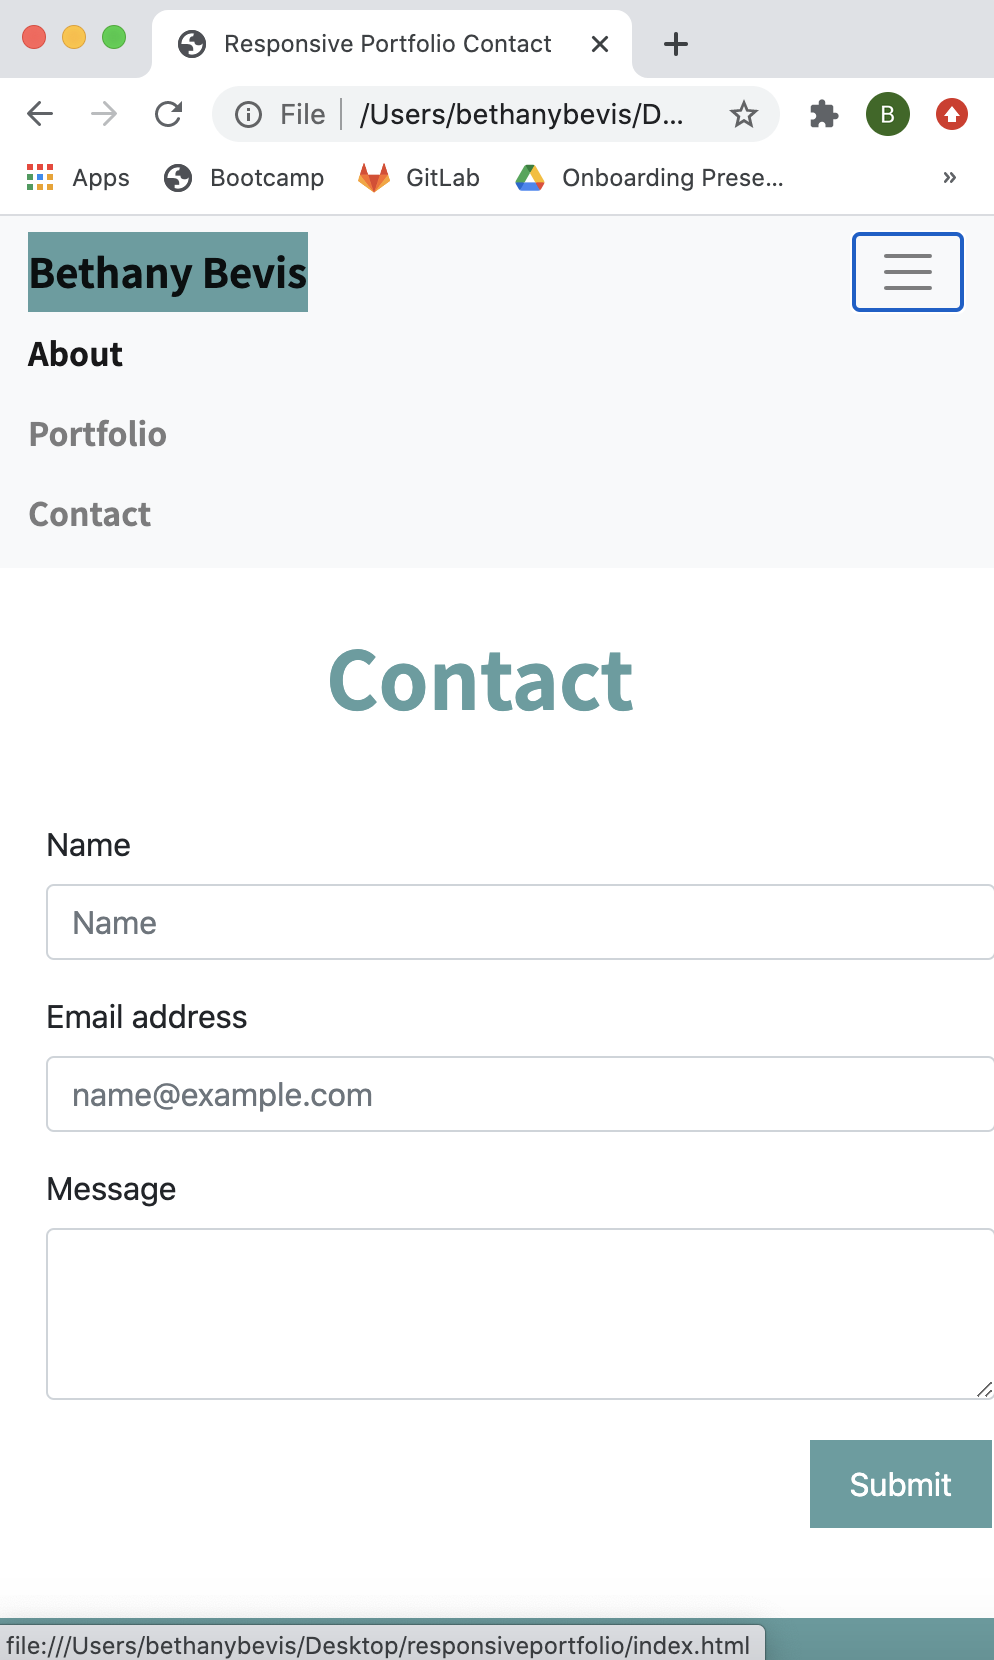 Responsive Portfolio Contact
File | /Users/bethanybevis/D...
B
Apps Bootcamp GitLab Onboarding Prese... »
Bethany Bevis
About
Portfolio
Contact
Contact
Name
Name
Email address
name@example.com
Message
Submit
file:///Users/bethanybevis/Desktop/responsiveportfolio/index.html